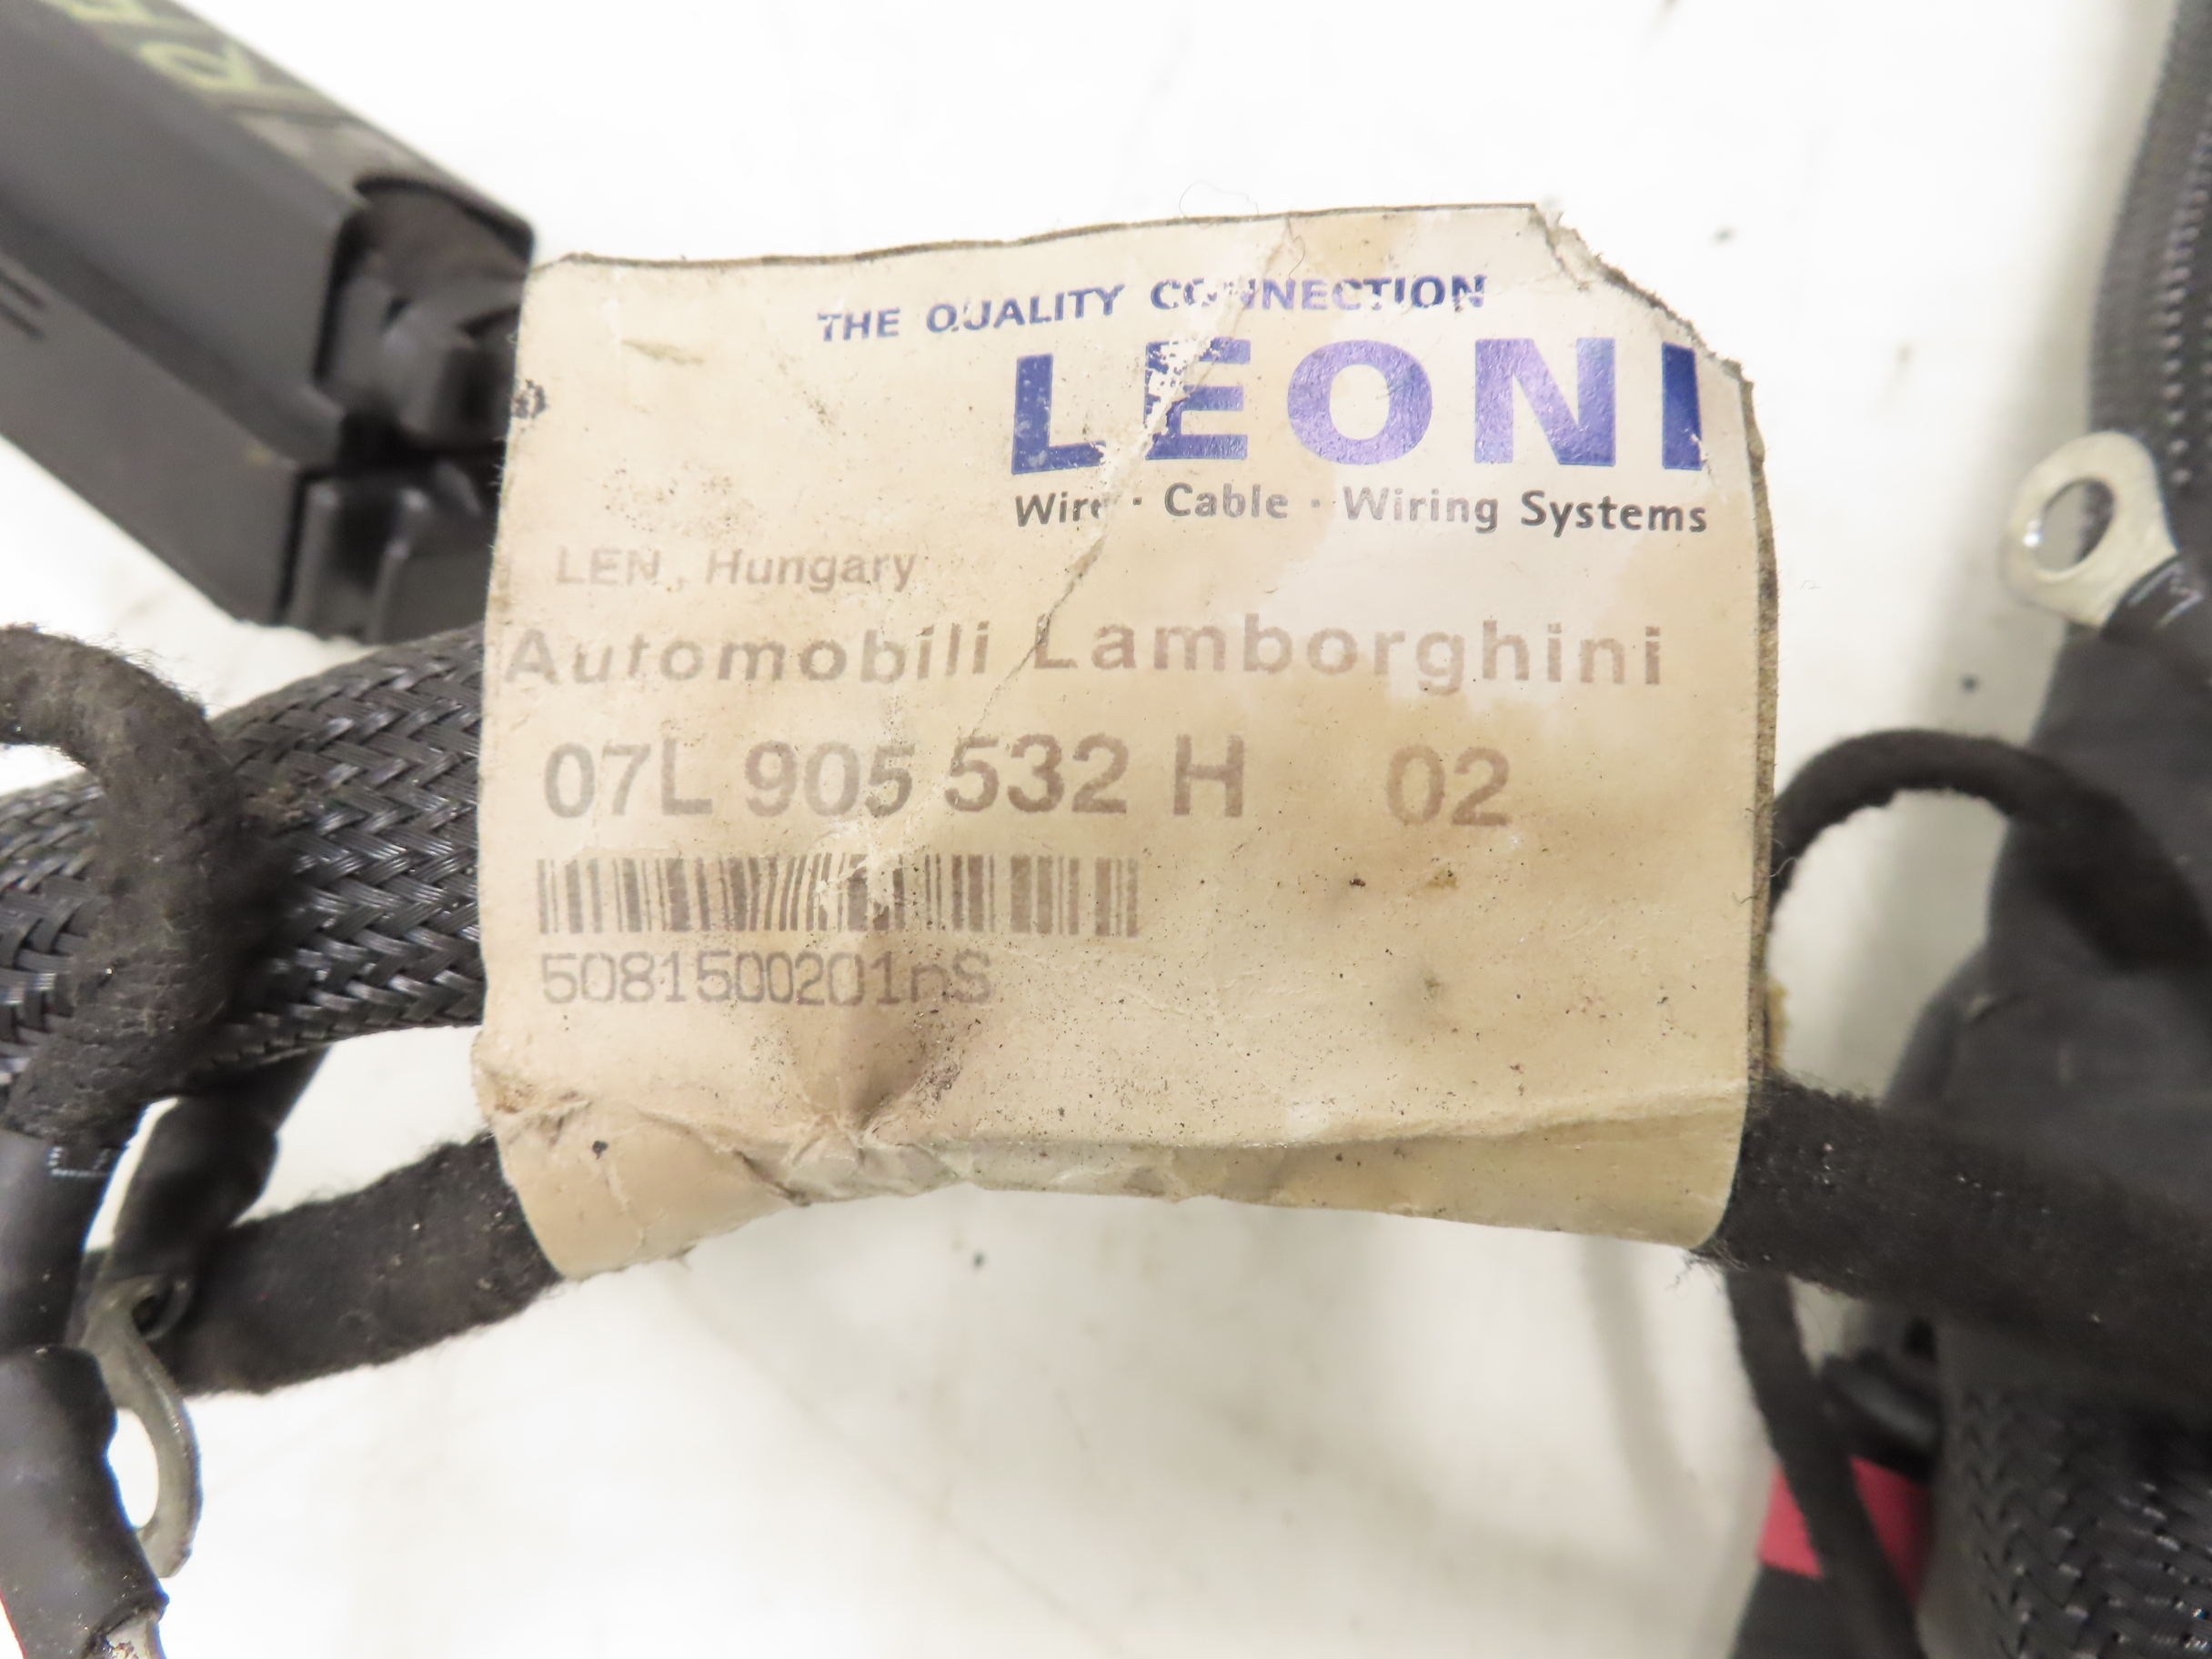 THE QUALITY CONNECTION
LEONI
Wire · Cable · Wiring Systems
LEN, Hungary
Automobili Lamborghini
07L 905 532 H 02
5081500201nS